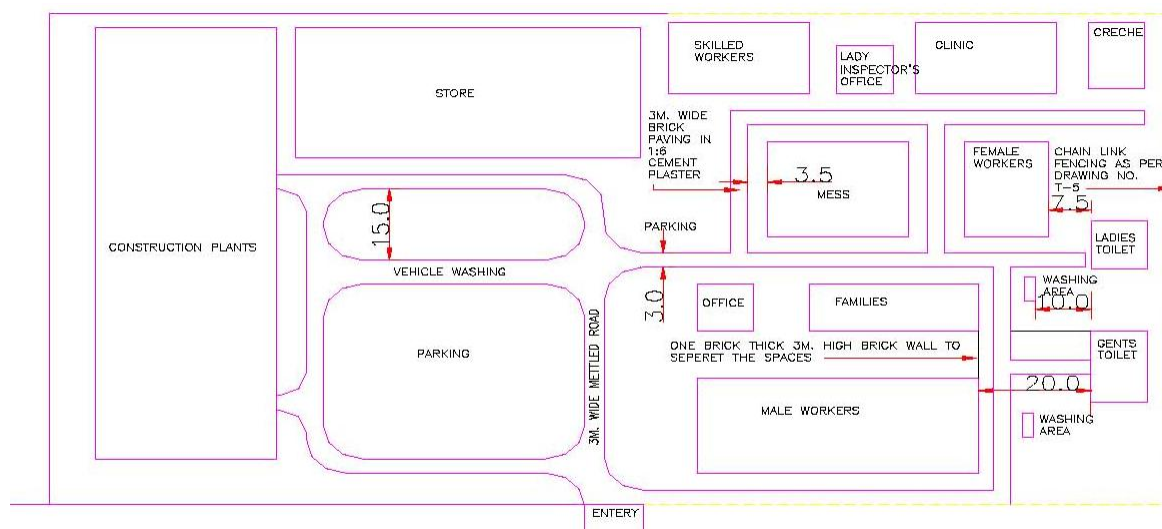 SKILLED
WORKERS
LADY
INSPECTOR'S
OFFICE
CLINIC
CRECHE
STORE
3M. WIDE
BRICK
PAVING IN
1:6
CEMENT
PLASTER
3.5
MESS
FEMALE
WORKERS
CHAIN LINK
FENCING AS PER
DRAWING NO.
T-5
7.5
15.0
PARKING
LADIES
TOILET
CONSTRUCTION PLANTS
VEHICLE WASHING
3.0
OFFICE
FAMILIES
WASHING
AREA
10.0
PARKING
3M. WIDE METTLED ROAD
ONE BRICK THICK 3M. HIGH BRICK WALL TO
SEPERET THE SPACES
GENTS
TOILET
20.0
MALE WORKERS
WASHING
AREA
ENTERY